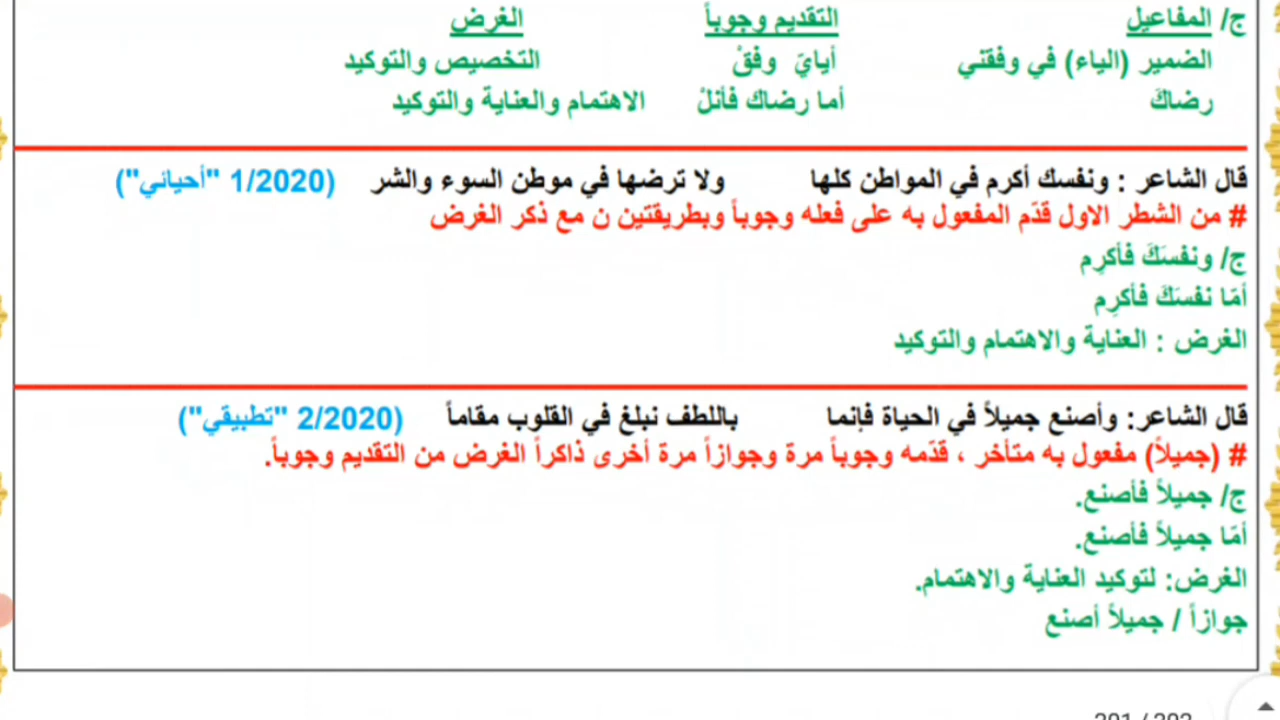 ج/ المفاعيل التقديم وجوباً الغرض
الضمير (الياء) في وفقني أيايَ وفقْ التخصيص والتوكيد
رضاكَ أما رضاك فأنلْ الاهتمام والعناية والتوكيد
قال الشاعر : ونفسك أكرم في المواطن كلها ولا ترضها في موطن السوء والشر (1/2020 "أحيائي")
# من الشطر الاول قدّم المفعول به على فعله وجوباً وبطريقتين ن مع ذكر الغرض
ج/ ونفسَكَ فأكرِم
أمّا نفسَكَ فأكرِم
الغرض : العناية والاهتمام والتوكيد
قال الشاعر: وأصنع جميلاً في الحياة فإنما باللطف نبلغ في القلوب مقاماً (2/2020 "تطبيقي")
# (جميلاً) مفعول به متأخر ، قدّمه وجوباً مرة وجوازاً مرة أخرى ذاكراً الغرض من التقديم وجوباً.
ج/ جميلاً فأصنع.
أمّا جميلاً فأصنع.
الغرض: لتوكيد العناية والاهتمام.
جوازاً / جميلاً أصنع